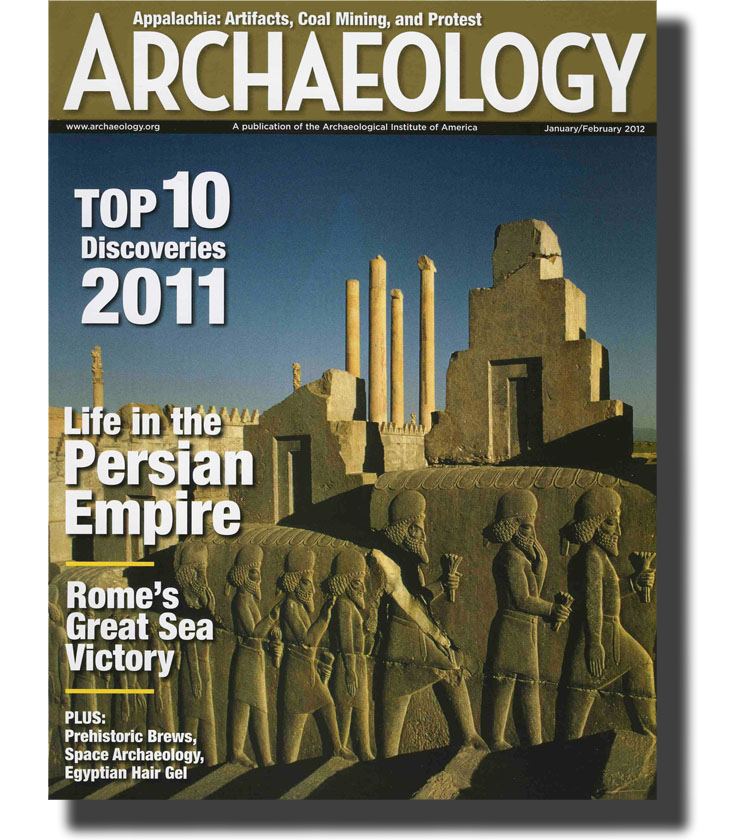 Appalachia: Artifacts, Coal Mining, and Protest
ARCHAEOLOGY
www.archaeology.org A publication of the Archaeological Institute of America January/February 2012
TOP 10
Discoveries
2011
Life in the
Persian
Empire
Rome's
Great Sea
Victory
PLUS:
Prehistoric Brews,
Space Archaeology,
Egyptian Hair Gel